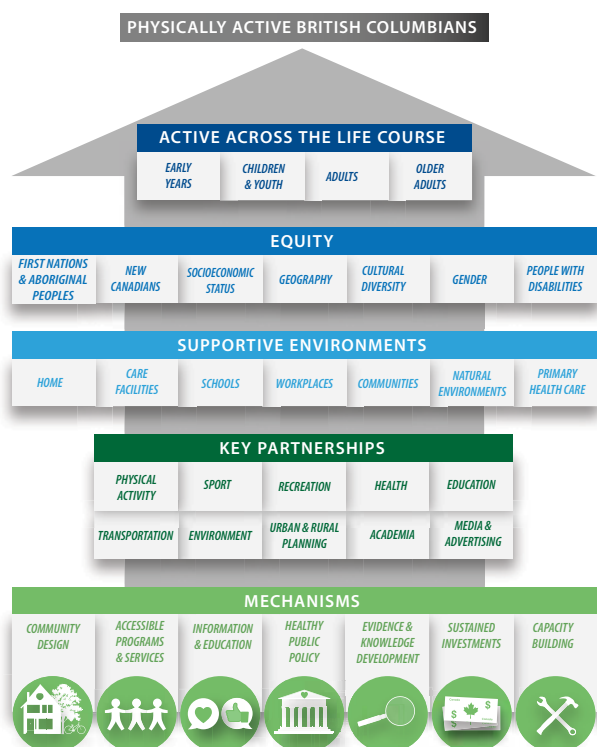 PHYSICALLY ACTIVE BRITISH COLUMBIANS
ACTIVE ACROSS THE LIFE COURSE
EARLY
YEARS
CHILDREN
& YOUTH
ADULTS
OLDER
ADULTS
EQUITY
FIRST NATIONS
& ABORIGINAL
PEOPLES
NEW
CANADIANS
SOCIOECONOMIC
STATUS
GEOGRAPHY
CULTURAL
DIVERSITY
GENDER
PEOPLE WITH
DISABILITIES
SUPPORTIVE ENVIRONMENTS
HOME
CARE
FACILITIES
SCHOOLS
WORKPLACES
COMMUNITIES
NATURAL
ENVIRONMENTS
PRIMARY
HEALTH CARE
KEY PARTNERSHIPS
PHYSICAL
ACTIVITY
SPORT
RECREATION
HEALTH
EDUCATION
TRANSPORTATION
ENVIRONMENT
URBAN & RURAL
PLANNING
ACADEMIA
MEDIA &
ADVERTISING
MECHANISMS
COMMUNITY
DESIGN
ACCESSIBLE
PROGRAMS
& SERVICES
INFORMATION
& EDUCATION
HEALTHY
PUBLIC
POLICY
EVIDENCE &
KNOWLEDGE
DEVELOPMENT
SUSTAINED
INVESTMENTS
CAPACITY
BUILDING
$
$
$